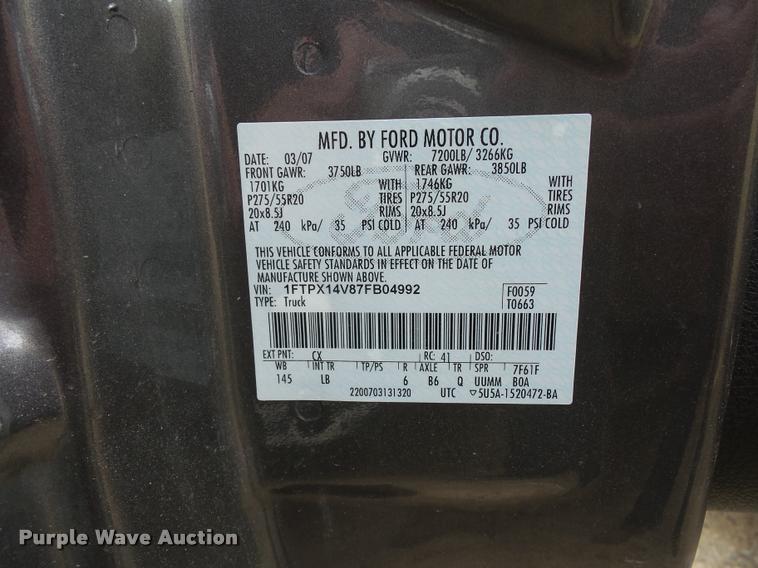 MFD. BY FORD MOTOR CO.
DATE: 03/07 GVWR: 7200LB/ 3266KG
FRONT GAWR: 3750LB REAR GAWR: 3850LB
1701KG WITH 1746KG WITH
P275/55R20 TIRES P275/55R20 TIRES
20x8.5J RIMS 20x8.5J RIMS
AT 240 kPa/ 35 PSI COLD AT 240 kPa/ 35 PSI COLD
THIS VEHICLE CONFORMS TO ALL APPLICABLE FEDERAL MOTOR
VEHICLE SAFETY STANDARDS IN EFFECT ON THE DATE OF
MANUFACTURE SHOWN ABOVE.
VIN: 1FTPX14V87FB04992 F0059
TYPE: Truck T0663
EXT PNT: CX RC: 41 DSO:
WB INT TR TP/PS R AXLE TR SPR 7F61F
145 LB 6 B6 Q UUMM BOA
2200703131320 UTC ▽5U5A-1520472-BA
Ford
Purple Wave Auction